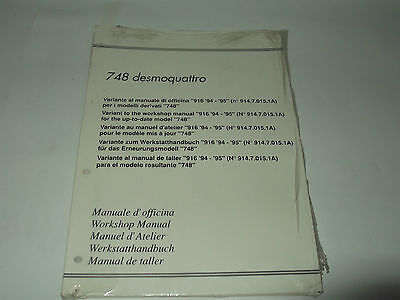 748 desmoquattro
Variante al manuale di officina "916 '94 - '95" (n° 914.7.015.1A)
per i modelli derivati "748"
Variant to the workshop manual "916 '94 - '95" (N° 914.7.015.1A)
for the up-to-date model "748"
Variante au manuel d'atelier "916 '94 - '95" (N° 914.7.015.1A)
pour le modèle mis à jour "748"
Variante zum Werkstatthandbuch "916 '94 - '95" (N° 914.7.015.1A)
für das Erneurungsmodell "748"
Variante al manual de taller "916 '94 - '95" (N° 914.7.015.1A)
para el modelo resultante "748"
Manuale d'officina
Workshop Manual
Manuel d'Atelier
Werkstatthandbuch
Manual de taller